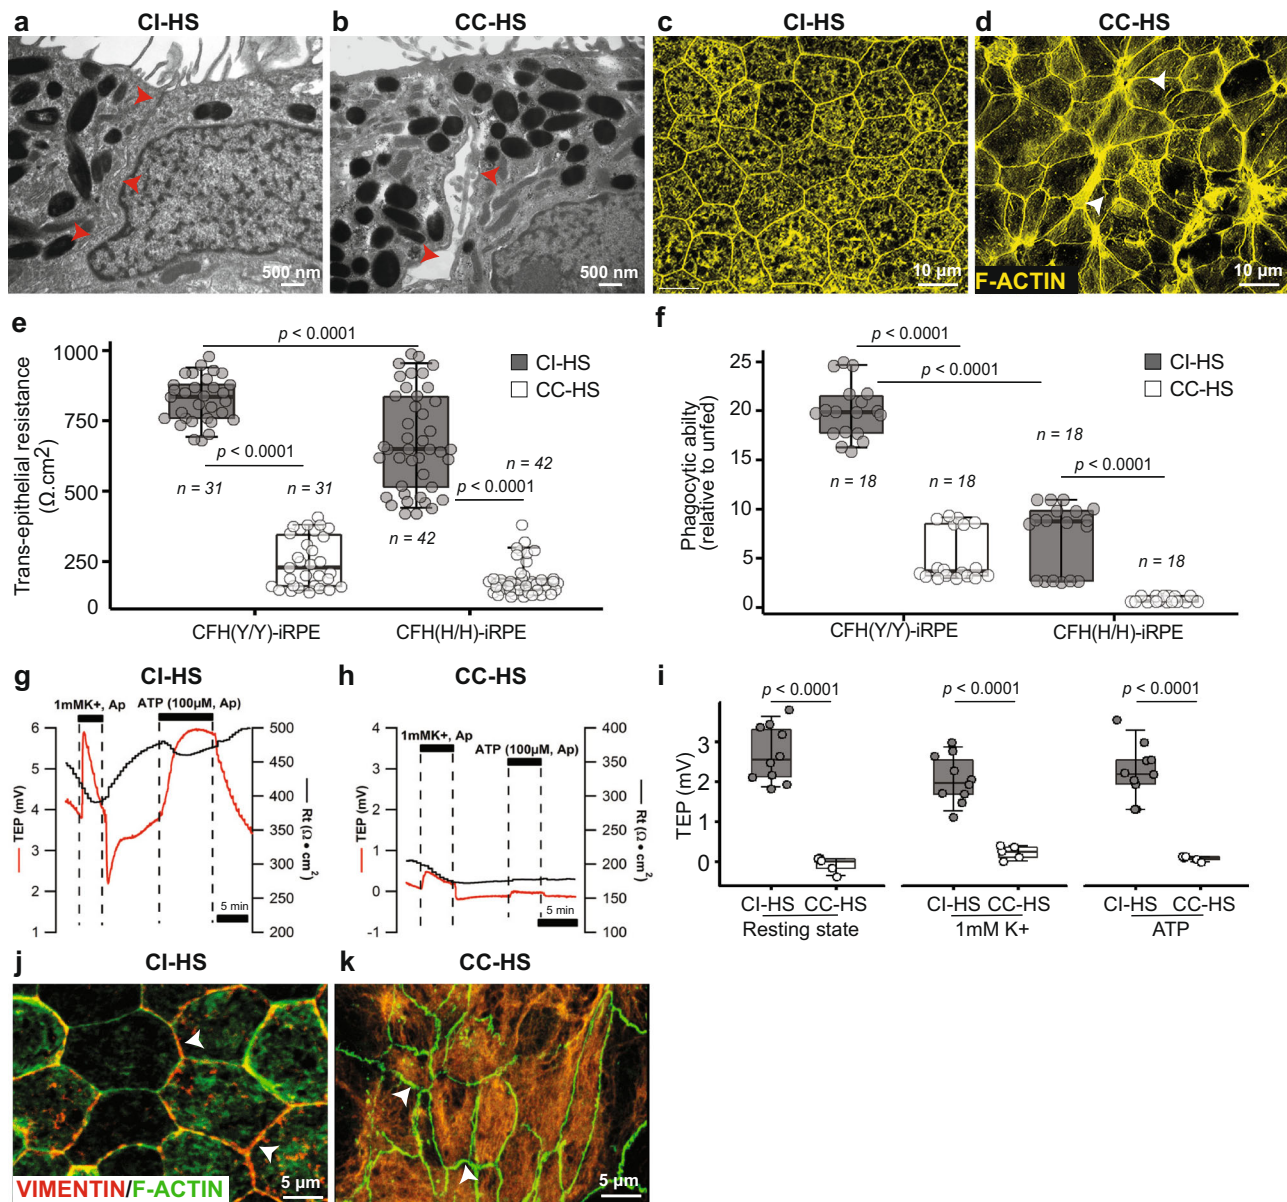 a CI-HS
b CC-HS
c CI-HS
d CC-HS
500 nm
500 nm
10 µm
F-ACTIN
10 µm
e
Trans-epithelial resistance
(Ω.cm²)
1000
750
500
250
0
p < 0.0001
CI-HS
CC-HS
p < 0.0001
n = 31
n = 31
n = 42
p < 0.0001
n = 42
CFH(Y/Y)-iRPE
CFH(H/H)-iRPE
f
Phagocytic abilty
(relative to unfed)
25
20
15
10
5
0
p < 0.0001
p < 0.0001
CI-HS
CC-HS
n = 18
n = 18
n = 18
p < 0.0001
n = 18
CFH(Y/Y)-iRPE
CFH(H/H)-iRPE
g CI-HS
1mMK+, Ap
ATP (100µM, Ap)
TEP (mV)
6
5
4
3
2
1
500
450
400
350
300
250
200
Rt (Ω • cm²)
5 min
h CC-HS
1mMK+, Ap
ATP (100µM, Ap)
TEP (mV)
4
3
2
1
0
-1
400
350
300
250
200
150
100
Rt (Ω • cm²)
5 min
i
TEP (mV)
3
2
1
0
p < 0.0001
p < 0.0001
p < 0.0001
CI-HS CC-HS
CI-HS CC-HS
CI-HS CC-HS
Resting state
1mM K+
ATP
j CI-HS
VIMENTIN/F-ACTIN
5 µm
k CC-HS
5 µm